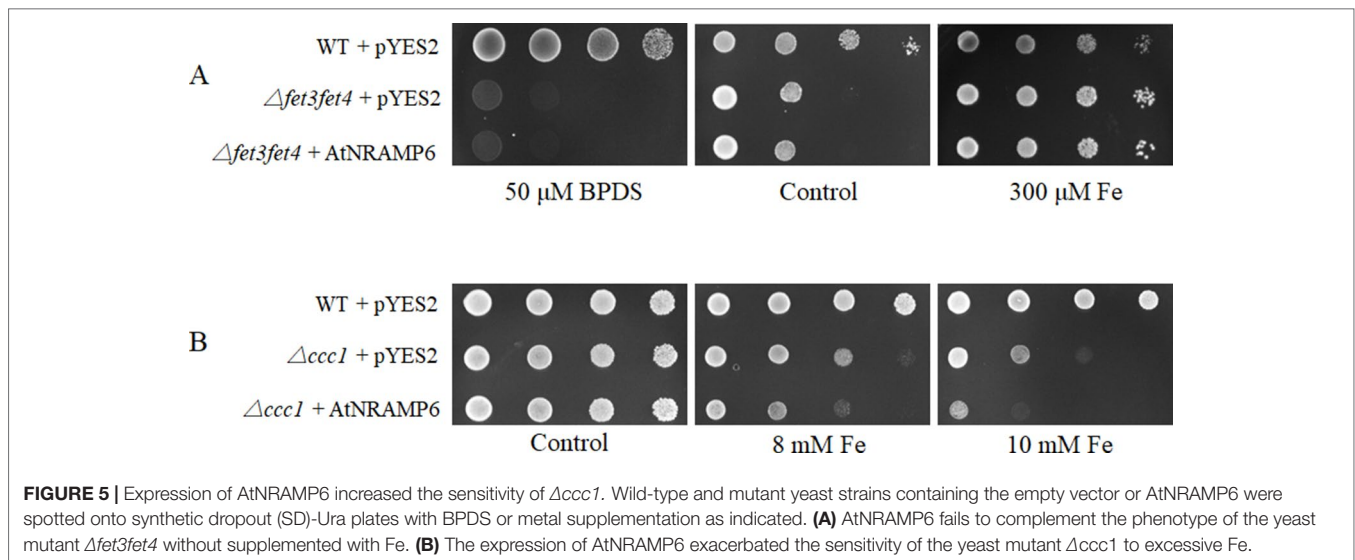 A
WT + pYES2
△fet3fet4 + pYES2
△fet3fet4 + AtNRAMP6
50 μM BPDS Control 300 μM Fe
B
WT + pYES2
△ccc1 + pYES2
△ccc1 + AtNRAMP6
Control 8 mM Fe 10 mM Fe
FIGURE 5 | Expression of AtNRAMP6 increased the sensitivity of Δccc1. Wild-type and mutant yeast strains containing the empty vector or AtNRAMP6 were
spotted onto synthetic dropout (SD)-Ura plates with BPDS or metal supplementation as indicated. (A) AtNRAMP6 fails to complement the phenotype of the yeast
mutant Δfet3fet4 without supplemented with Fe. (B) The expression of AtNRAMP6 exacerbated the sensitivity of the yeast mutant Δccc1 to excessive Fe.